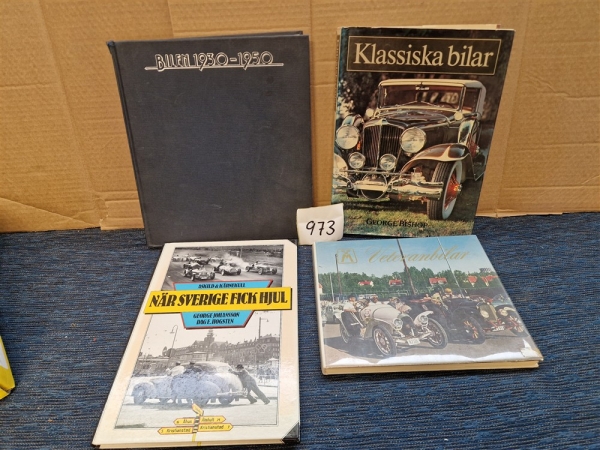 BILEN 1930-1950
Klassiska bilar
GEORGE BISHOP
973
NÄR SVERIGE FICK HJUL
GEORGE JOHANSSON
DAG E. HOGSTEN
Veteranbilar